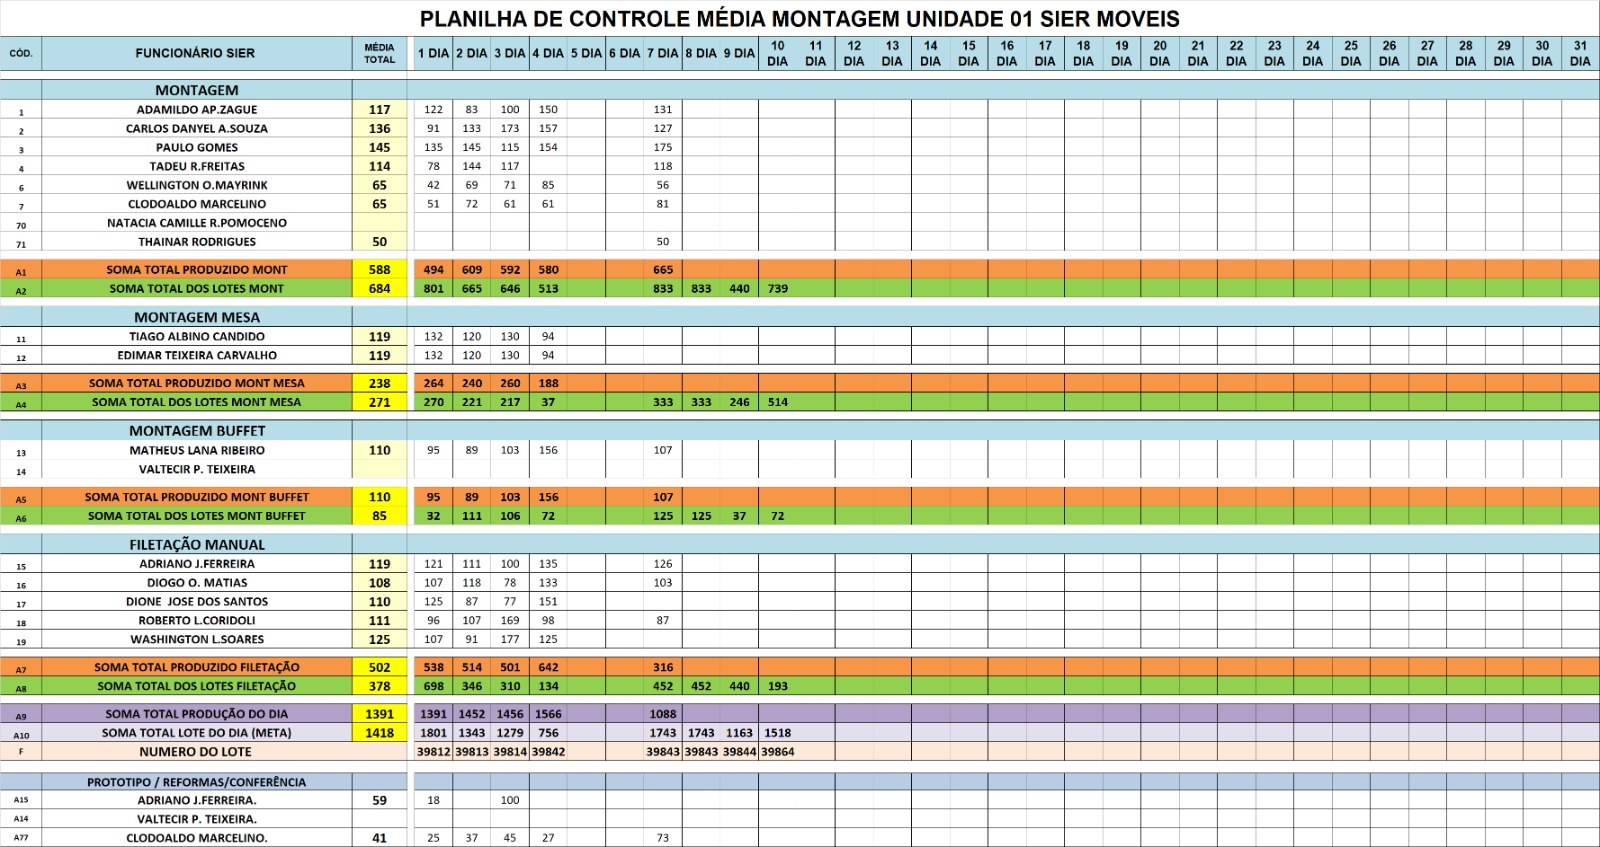 PLANILHA DE CONTROLE MÉDIA MONTAGEM UNIDADE 01 SIER MOVEIS
CÓD. FUNCIONÁRIO SIER MÉDIA TOTAL 1 DIA 2 DIA 3 DIA 4 DIA 5 DIA 6 DIA 7 DIA 8 DIA 9 DIA 10 DIA 11 DIA 12 DIA 13 DIA 14 DIA 15 DIA 16 DIA 17 DIA 18 DIA 19 DIA 20 DIA 21 DIA 22 DIA 23 DIA 24 DIA 25 DIA 26 DIA 27 DIA 28 DIA 29 DIA 30 DIA 31 DIA
MONTAGEM
1 ADAMILDO AP.ZAGUE 117 122 83 100 150 131
2 CARLOS DANYEL A.SOUZA 136 91 133 173 157 127
3 PAULO GOMES 145 135 145 115 154 175
4 TADEU R.FREITAS 114 78 144 117 118
6 WELLINGTON O.MAYRINK 65 42 69 71 85 56
7 CLODOALDO MARCELINO 65 51 72 61 61 81
70 NATACIA CAMILLE R.POMOCENO
71 THAINAR RODRIGUES 50 50
A1 SOMA TOTAL PRODUZIDO MONT 588 494 609 592 580 665
A2 SOMA TOTAL DOS LOTES MONT 684 801 665 646 513 833 833 440 739
MONTAGEM MESA
11 TIAGO ALBINO CANDIDO 119 132 120 130 94
12 EDIMAR TEIXEIRA CARVALHO 119 132 120 130 94
A3 SOMA TOTAL PRODUZIDO MONT MESA 238 264 240 260 188
A4 SOMA TOTAL DOS LOTES MONT MESA 271 270 221 217 37 333 333 246 514
MONTAGEM BUFFET
13 MATHEUS LANA RIBEIRO 110 95 89 103 156 107
14 VALTECIR P. TEIXEIRA
A5 SOMA TOTAL PRODUZIDO MONT BUFFET 110 95 89 103 156 107
A6 SOMA TOTAL DOS LOTES MONT BUFFET 85 32 111 106 72 125 125 37 72
FILETAÇÃO MANUAL
15 ADRIANO J.FERREIRA 119 121 111 100 135 126
16 DIOGO O. MATIAS 108 107 118 78 133 103
17 DIONE JOSE DOS SANTOS 110 125 87 77 151
18 ROBERTO L.CORIDOLI 111 96 107 169 98 87
19 WASHINGTON L.SOARES 125 107 91 177 125
A7 SOMA TOTAL PRODUZIDO FILETAÇÃO 502 538 514 501 642 316
A8 SOMA TOTAL DOS LOTES FILETAÇÃO 378 698 346 310 134 452 452 440 193
A9 SOMA TOTAL PRODUÇÃO DO DIA 1391 1391 1452 1456 1566 1088
A10 SOMA TOTAL LOTE DO DIA (META) 1418 1801 1343 1279 756 1743 1743 1163 1518
F NUMERO DO LOTE 39812 39813 39814 39842 39843 39843 39844 39864
PROTOTIPO / REFORMAS/CONFERÊNCIA
A15 ADRIANO J.FERREIRA. 59 18 100
A14 VALTECIR P. TEIXEIRA.
A77 CLODOALDO MARCELINO. 41 25 37 45 27 73